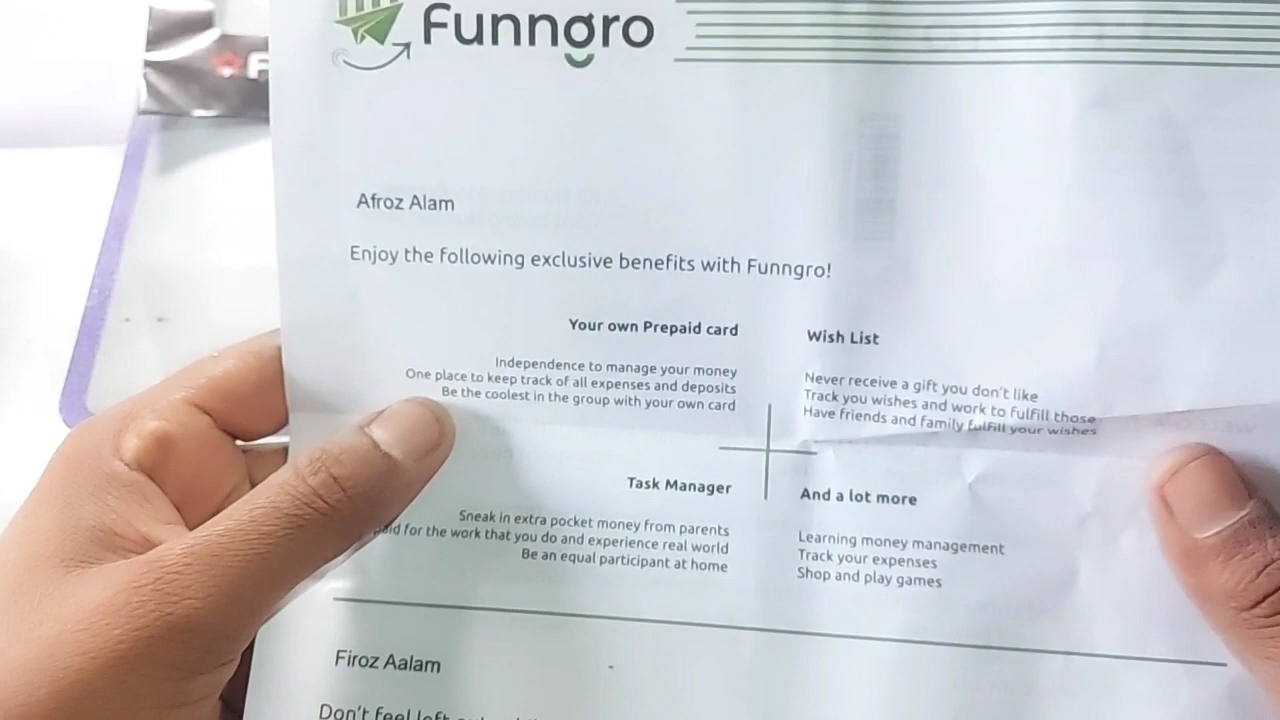 Funngro
Afroz Alam
Enjoy the following exclusive benefits with Funngro!
Your own Prepaid card
Independence to manage your money
One place to keep track of all expenses and deposits
Be the coolest in the group with your own card
Wish List
Never receive a gift you don't like
Track you wishes and work to fulfill those
Have friends and family fulfill your wishes
Task Manager
Sneak in extra pocket money from parents
for the work that you do and experience real world
Be an equal participant at home
And a lot more
Learning money management
Track your expenses
Shop and play games
Firoz Aalam
Don't feel left